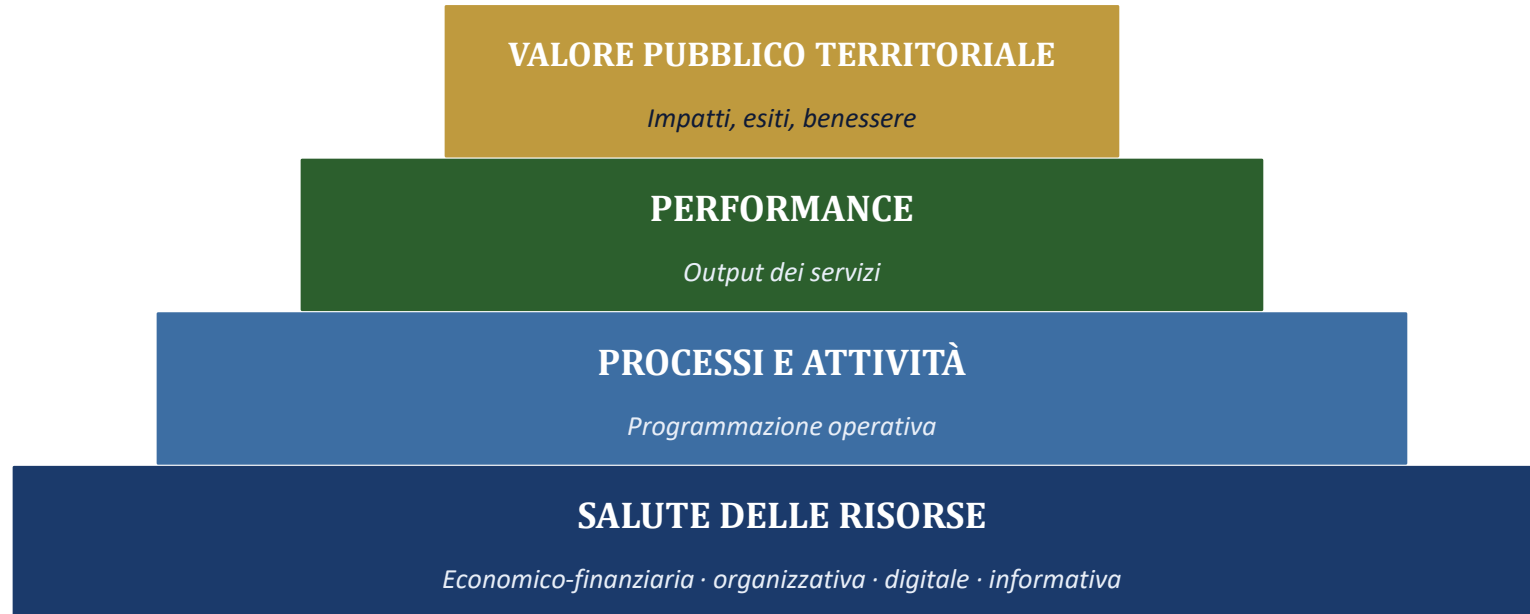 VALORE PUBBLICO TERRITORIALE
Impatti, esiti, benessere
PERFORMANCE
Output dei servizi
PROCESSI E ATTIVITÀ
Programmazione operativa
SALUTE DELLE RISORSE
Economico-finanziaria · organizzativa · digitale · informativa